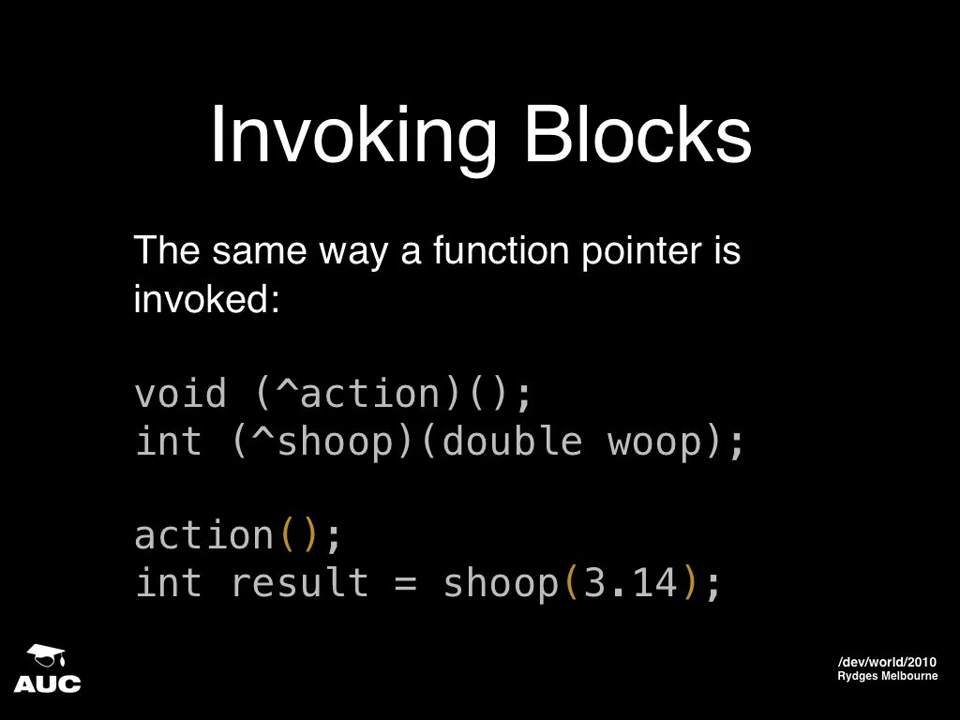 Invoking Blocks
The same way a function pointer is
invoked:
void (^action)();
int (^shoop)(double woop);
action();
int result = shoop(3.14);
AUC
/dev/world/2010
Rydges Melbourne